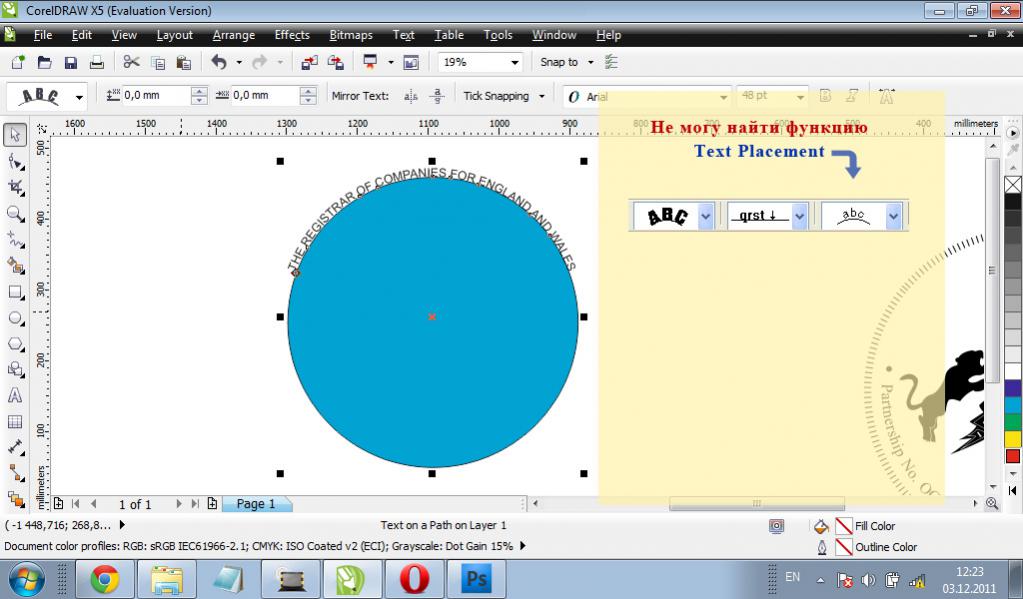 CorelDRAW X5 (Evaluation Version)
File Edit View Layout Arrange Effects Bitmaps Text Table Tools Window Help
19% Snap to
ABC 0,0 mm 0,0 mm Mirror Text: Tick Snapping O Arial 48 pt
1600 1500 1400 1300 1200 1100 1000 900 800 400 millimeters
500
400
300
200
100
millimeters
Не могу найти функцию
Text Placement
ABC qrst ↓ abc
THE REGISTRAR OF COMPANIES FOR ENGLAND AND WALES
Partnership No. OC
1 of 1 Page 1
( -1 448,716; 268,8... Text on a Path on Layer 1 Fill Color
Document color profiles: RGB: sRGB IEC61966-2.1; CMYK: ISO Coated v2 (ECI); Grayscale: Dot Gain 15% Outline Color
Ps EN 12:23
03.12.2011